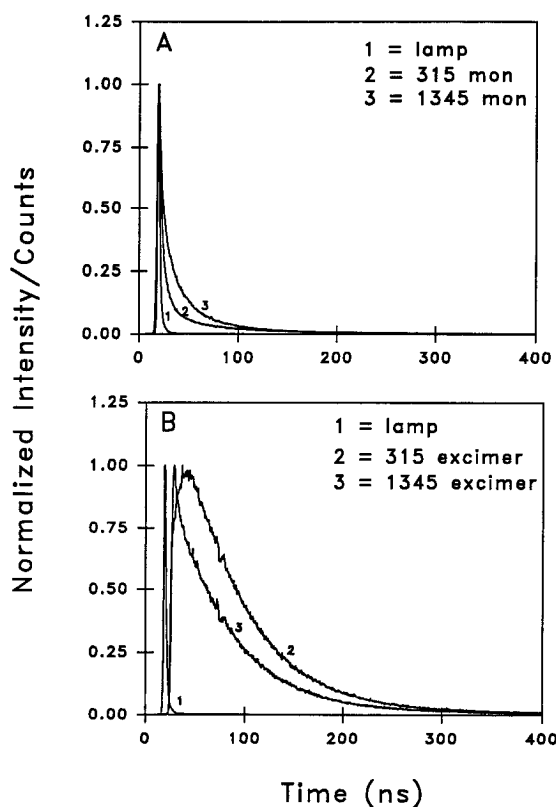 Normalized Intensity/Counts
A
1 = lamp
2 = 315 mon
3 = 1345 mon
1.25
1.00
0.75
0.50
0.25
0.00
1
2
3
0
100
200
300
400
B
1 = lamp
2 = 315 excimer
3 = 1345 excimer
1.25
1.00
0.75
0.50
0.25
0.00
1
3
2
0
100
200
300
400
Time (ns)